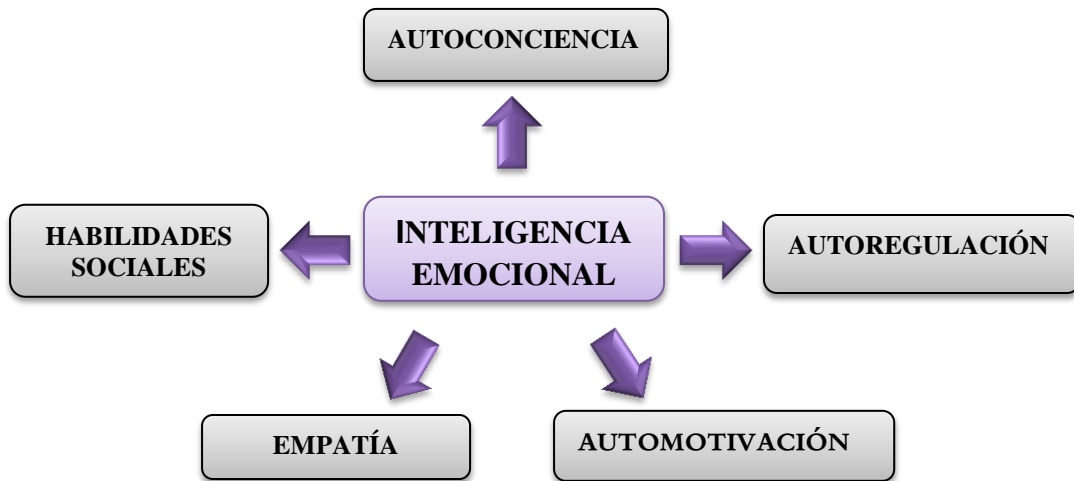 AUTOCONCIENCIA
HABILIDADES
SOCIALES
INTELIGENCIA
EMOCIONAL
AUTOREGULACIÓN
EMPATÍA
AUTOMOTIVACIÓN